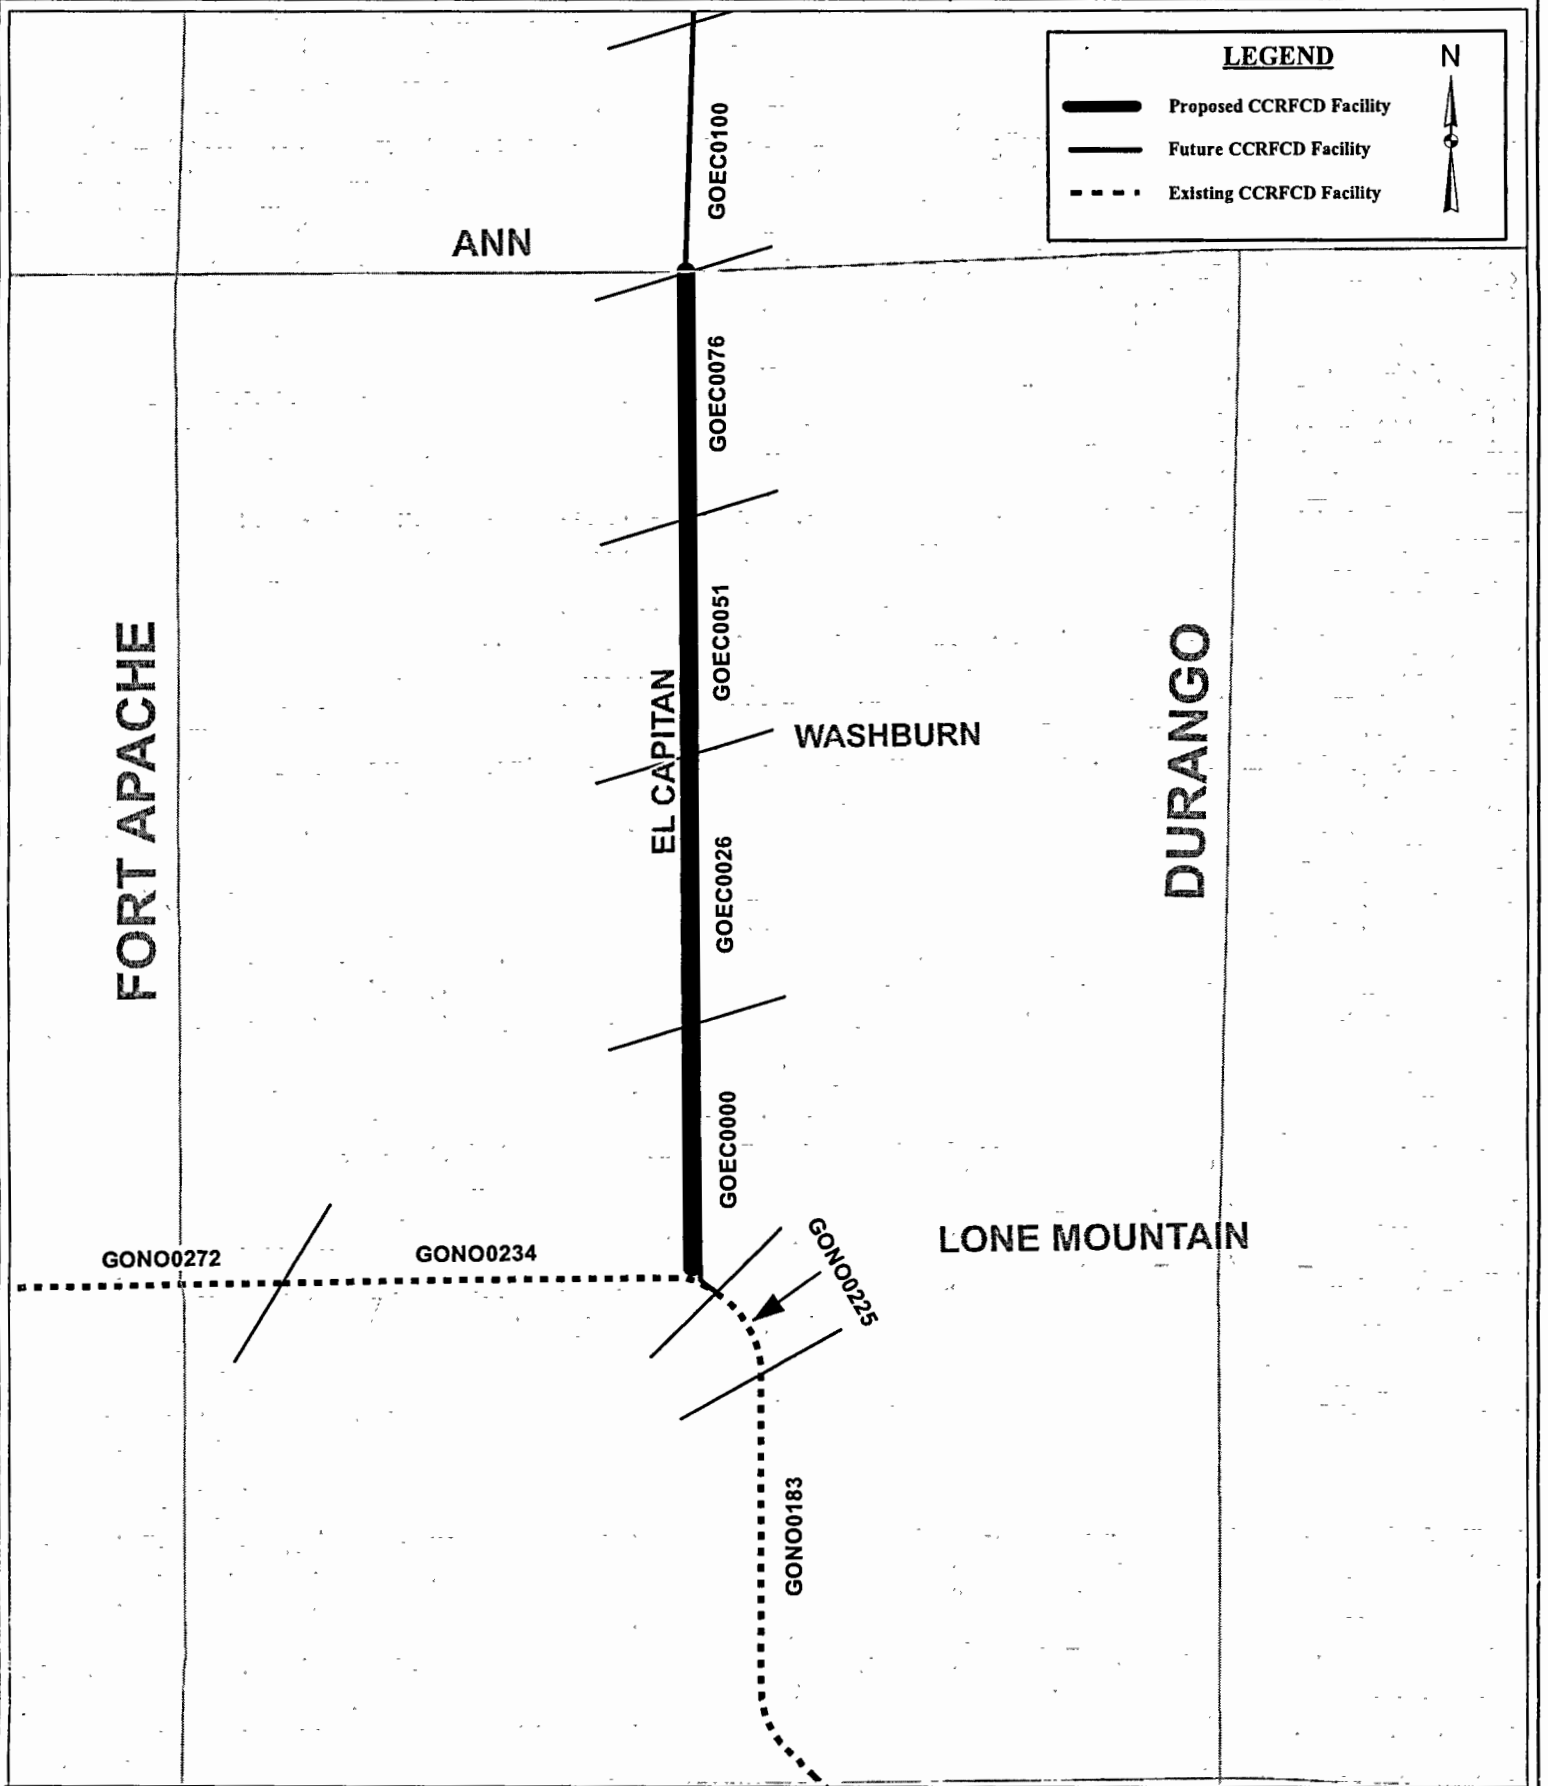 LEGEND
N
Proposed CCRFCD Facility
Future CCRFCD Facility
Existing CCRFCD Facility
GOEC0100
ANN
GOEC0076
GOEC0051
FORT APACHE
EL CAPITAN
WASHBURN
DURANGO
GOEC0026
GOEC0000
GONO0272
GONO0234
GONO0225
LONE MOUNTAIN
GONO0183